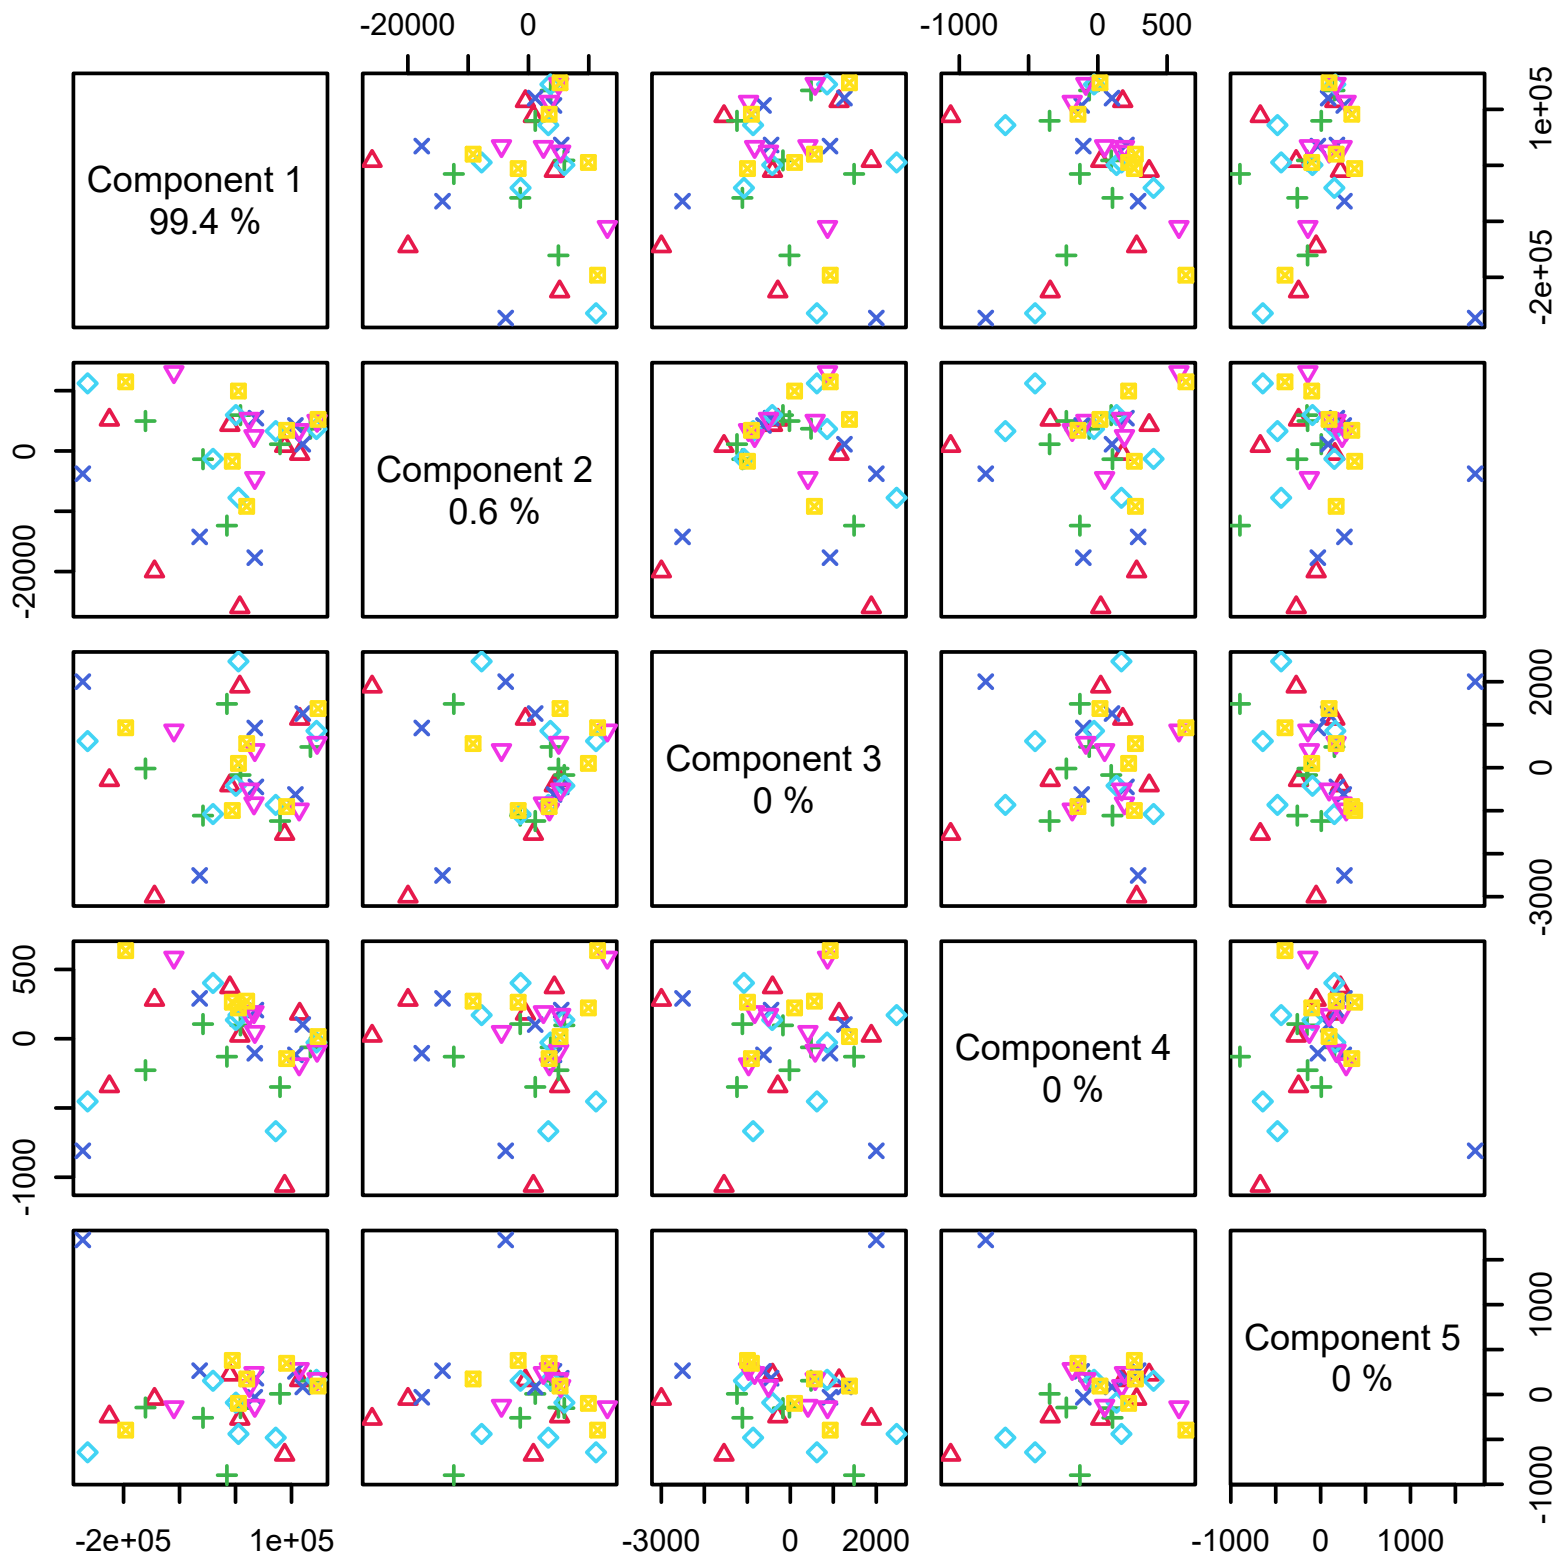 -20000 0
-1000 0 500
Component 1
99.4 %
1e+05
-2e+05
0
-20000
Component 2
0.6 %
Component 3
0 %
2000
0
-3000
500
0
-1000
Component 4
0 %
Component 5
0 %
1000
0
-1000
-2e+05 1e+05
-3000 0 2000
-1000 0 1000